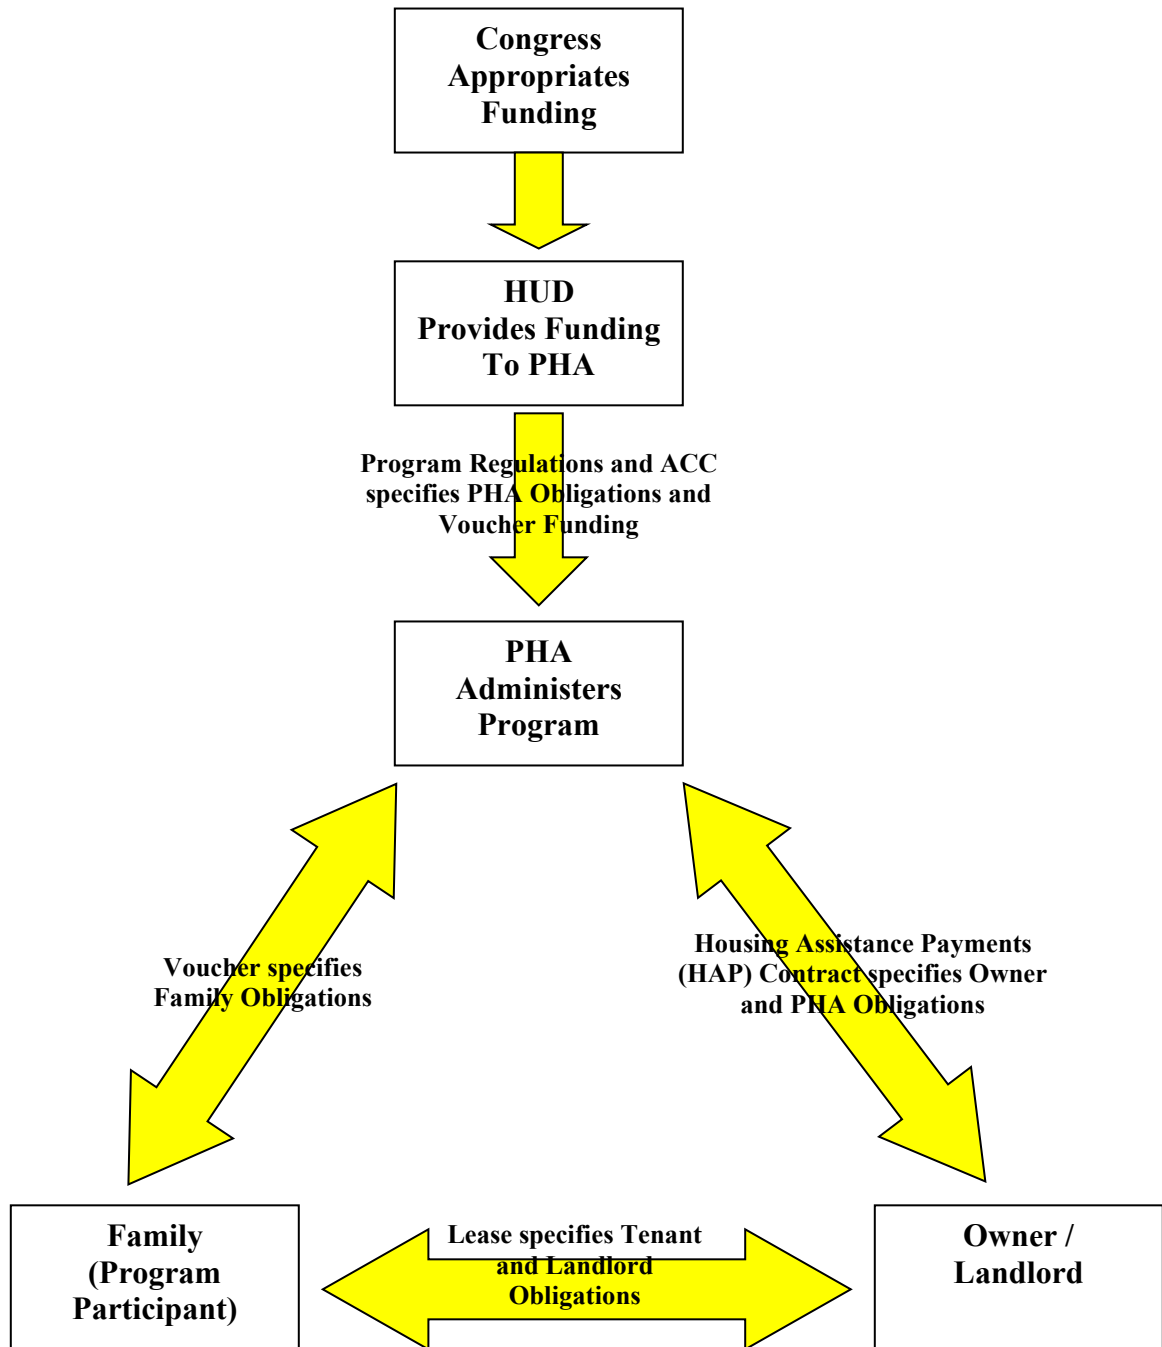 Congress
Appropriates
Funding
HUD
Provides Funding
To PHA
Program Regulations and ACC
specifies PHA Obligations and
Voucher Funding
PHA
Administers
Program
Voucher specifies
Family Obligations
Housing Assistance Payments
(HAP) Contract specifies Owner
and PHA Obligations
Family
(Program
Participant)
Lease specifies Tenant
and Landlord
Obligations
Owner /
Landlord